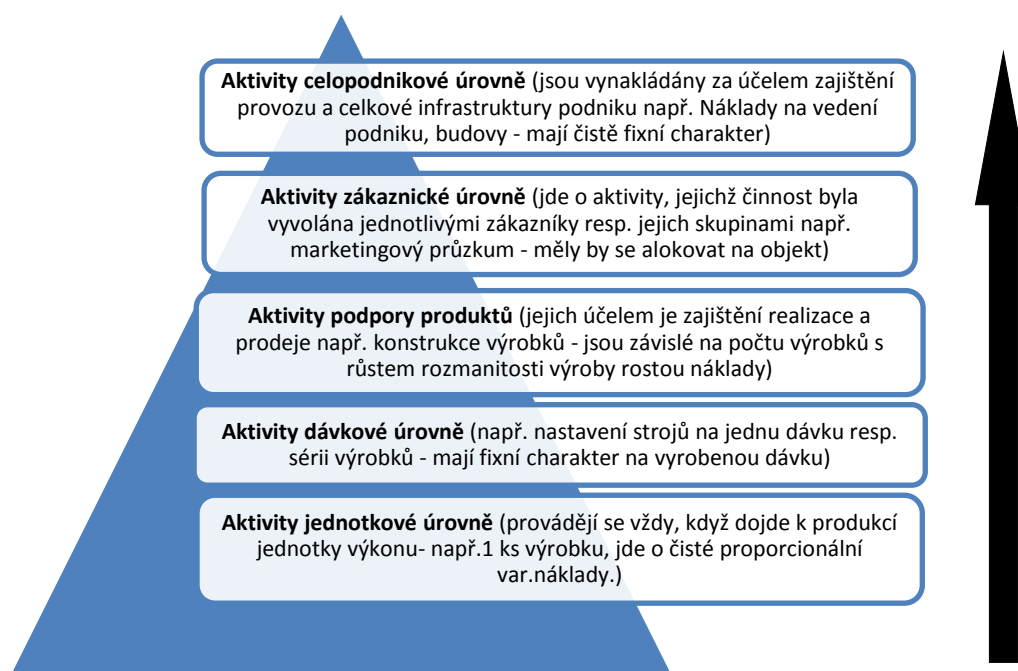 Aktivity celopodnikové úrovně (jsou vynakládány za účelem zajištění
provozu a celkové infrastruktury podniku např. Náklady na vedení
podniku, budovy - mají čistě fixní charakter)
Aktivity zákaznické úrovně (jde o aktivity, jejichž činnost byla
vyvolána jednotlivými zákazníky resp. jejich skupinami např.
marketingový průzkum - měly by se alokovat na objekt)
Aktivity podpory produktů (jejich účelem je zajištění realizace a
prodeje např. konstrukce výrobků - jsou závislé na počtu výrobků s
růstem rozmanitosti výroby rostou náklady)
Aktivity dávkové úrovně (např. nastavení strojů na jednu dávku resp.
sérii výrobků - mají fixní charakter na vyrobenou dávku)
Aktivity jednotkové úrovně (provádějí se vždy, když dojde k produkcí
jednotky výkonu- např.1 ks výrobku, jde o čisté proporcionální
var.náklady.)